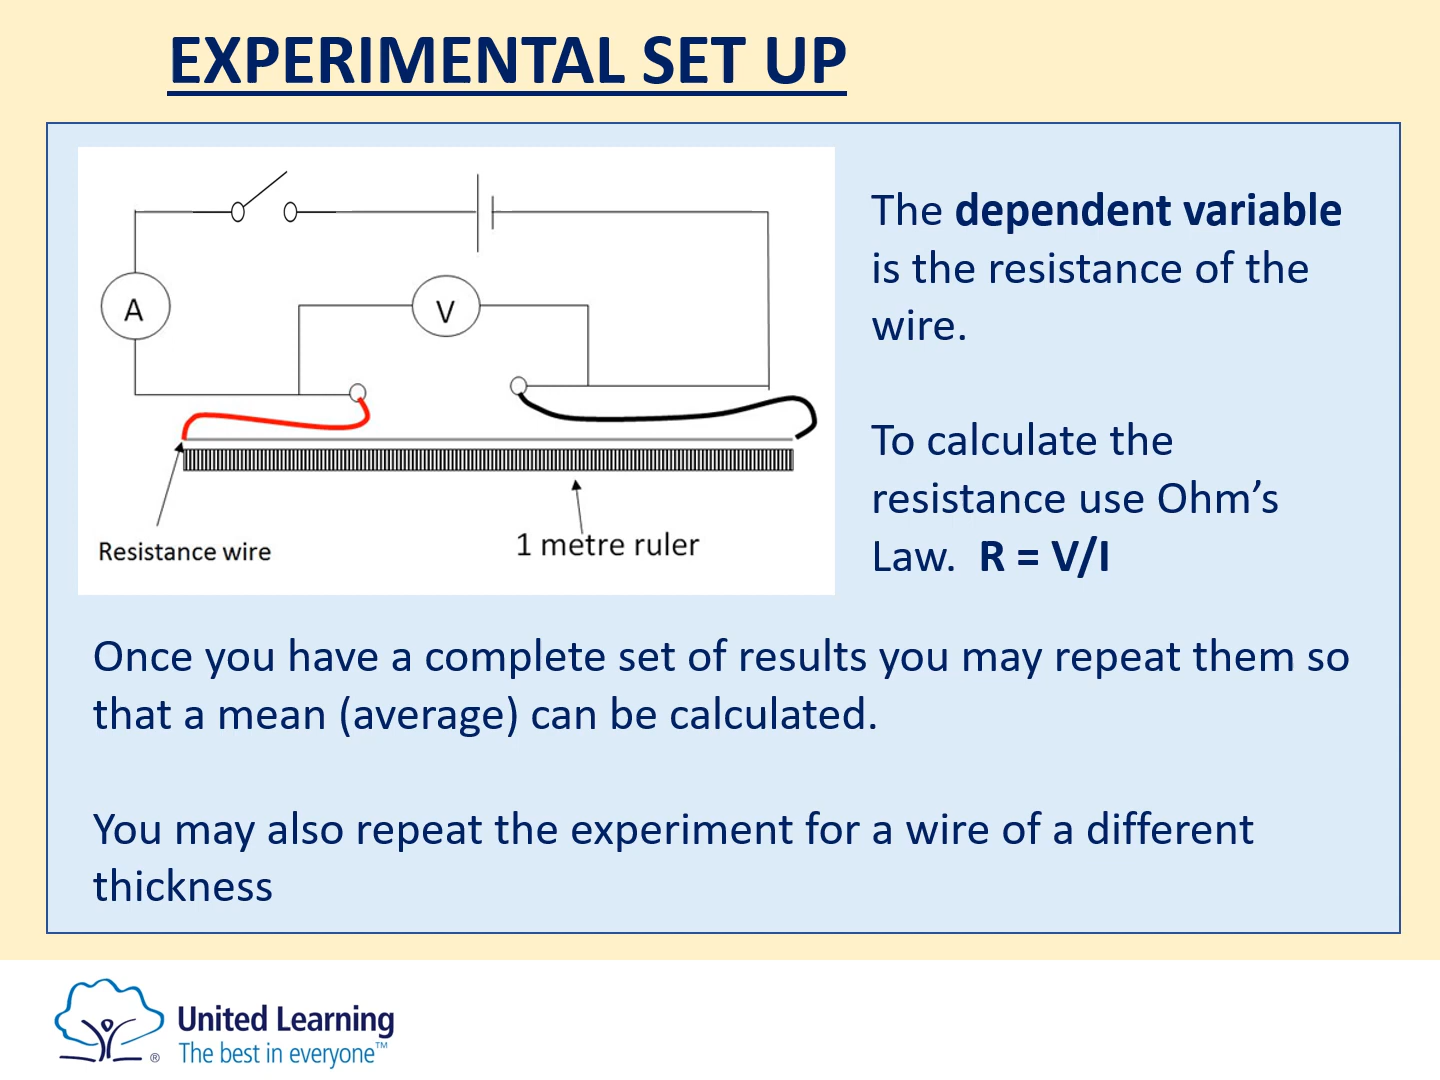 EXPERIMENTAL SET UP
A
V
Resistance wire
1 metre ruler
The dependent variable
is the resistance of the
wire.
To calculate the
resistance use Ohm’s
Law.  R = V/I
Once you have a complete set of results you may repeat them so
that a mean (average) can be calculated.
You may also repeat the experiment for a wire of a different
thickness
® United Learning
The best in everyone™